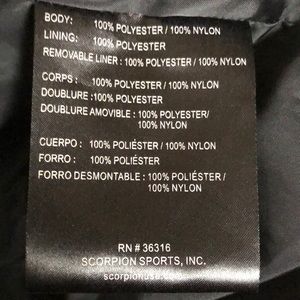 BODY: 100% POLYESTER / 100% NYLON
LINING: 100% POLYESTER
REMOVABLE LINER : 100% POLYESTER / 100% NYLON
CORPS : 100% POLYESTER / 100% NYLON
DOUBLURE : 100% POLYESTER
DOUBLURE AMOVIBLE : 100% POLYESTER/
100% NYLON
CUERPO : 100% POLIÉSTER / 100% NYLON
FORRO : 100% POLIÉSTER
FORRO DESMONTABLE : 100% POLIÉSTER /
100% NYLON
RN # 36316
SCORPION SPORTS, INC.
scorpionusa.com